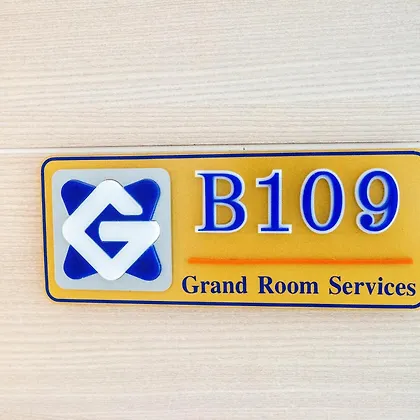 G
B109
Grand Room Services